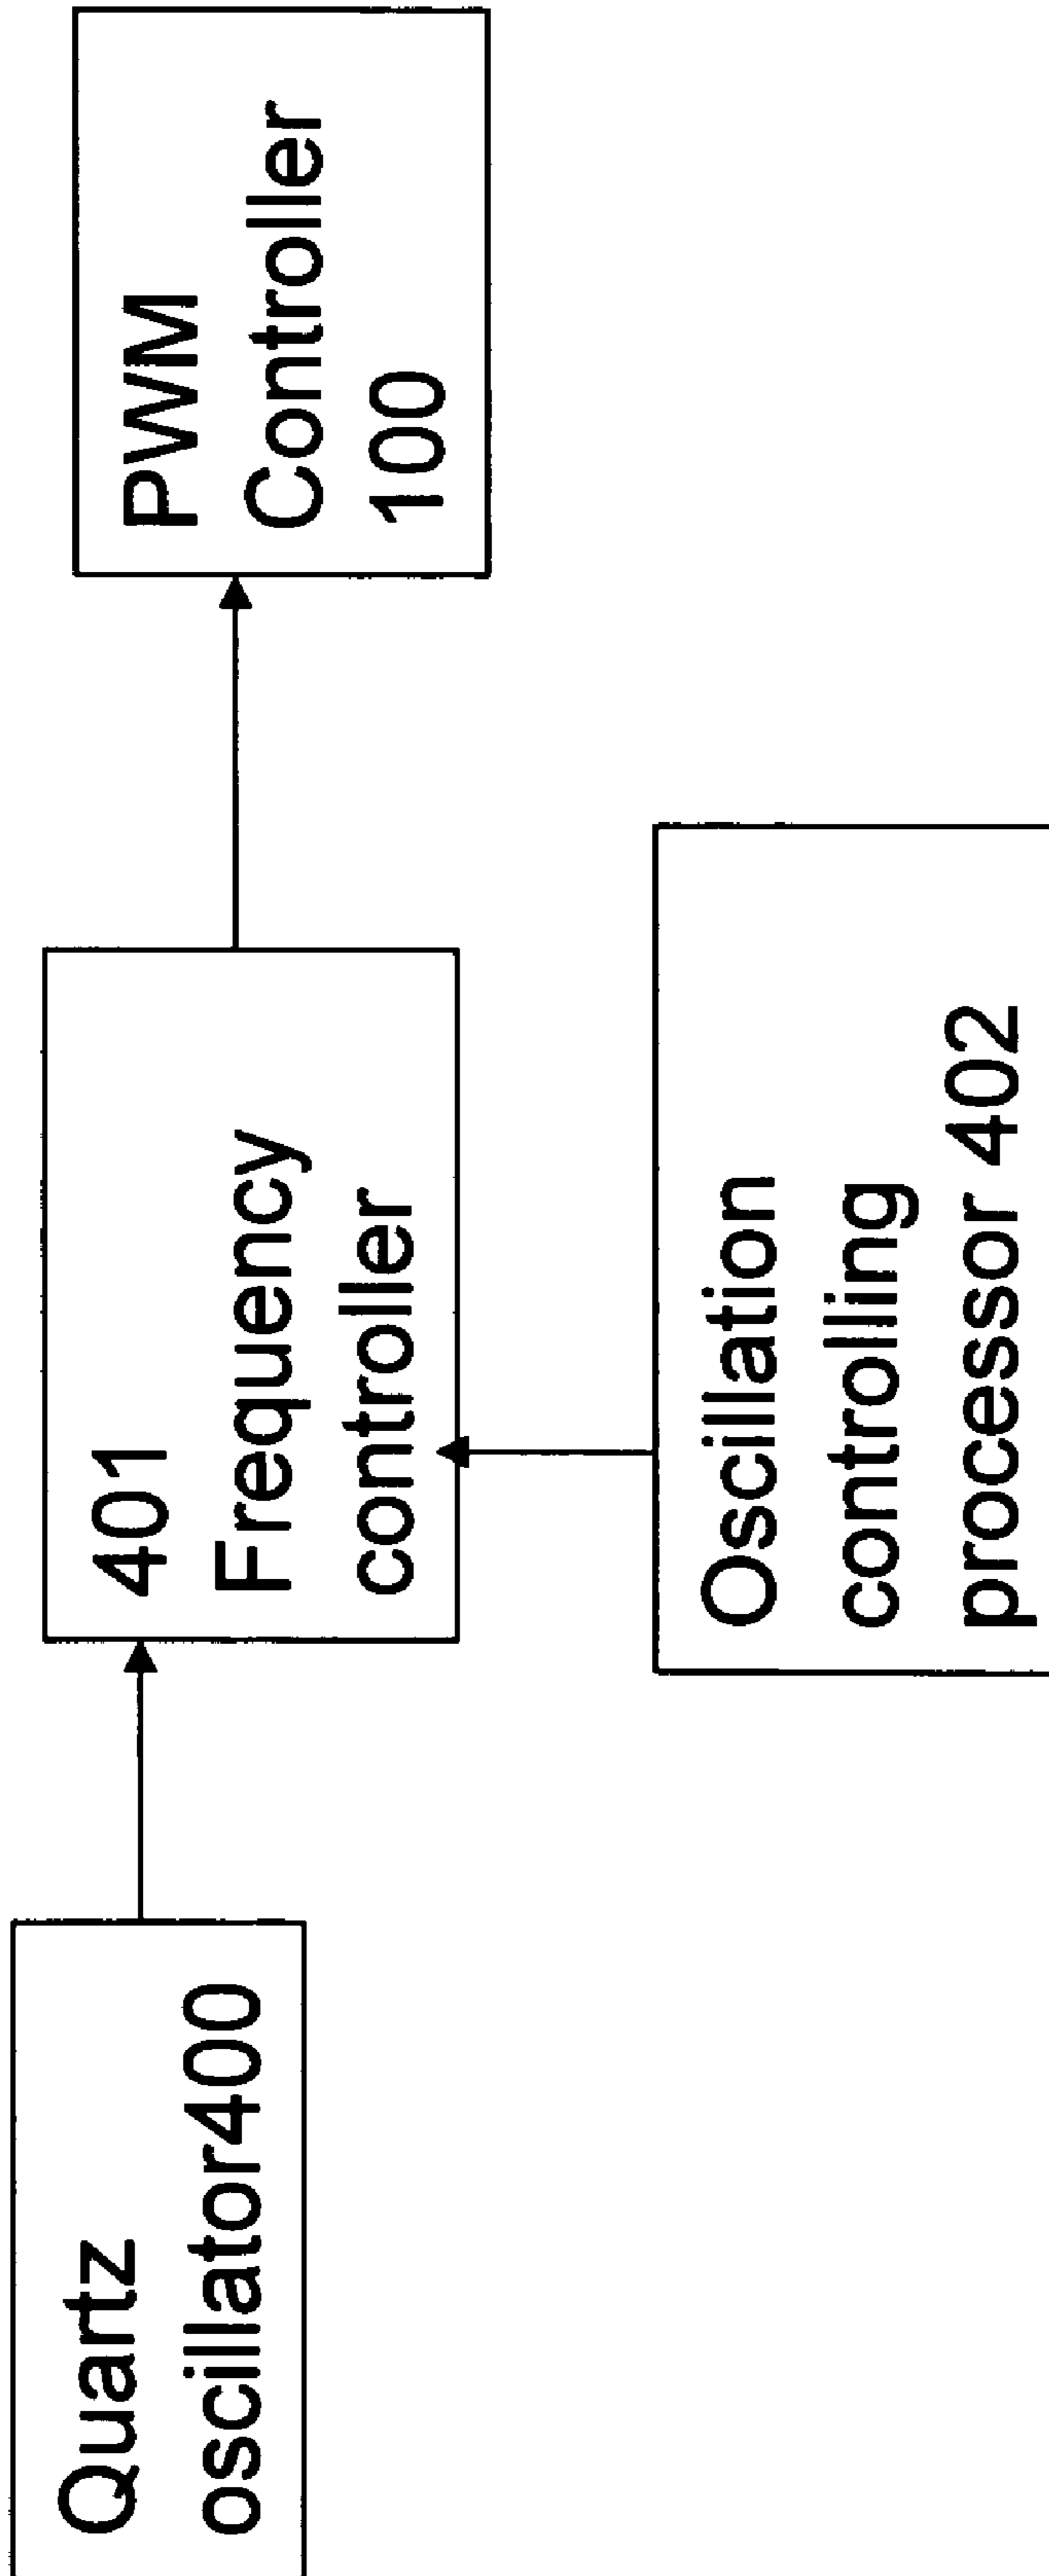 Quartz
oscillator400
401
Frequency
controller
PWM
Controller
100
Oscillation
controlling
processor 402